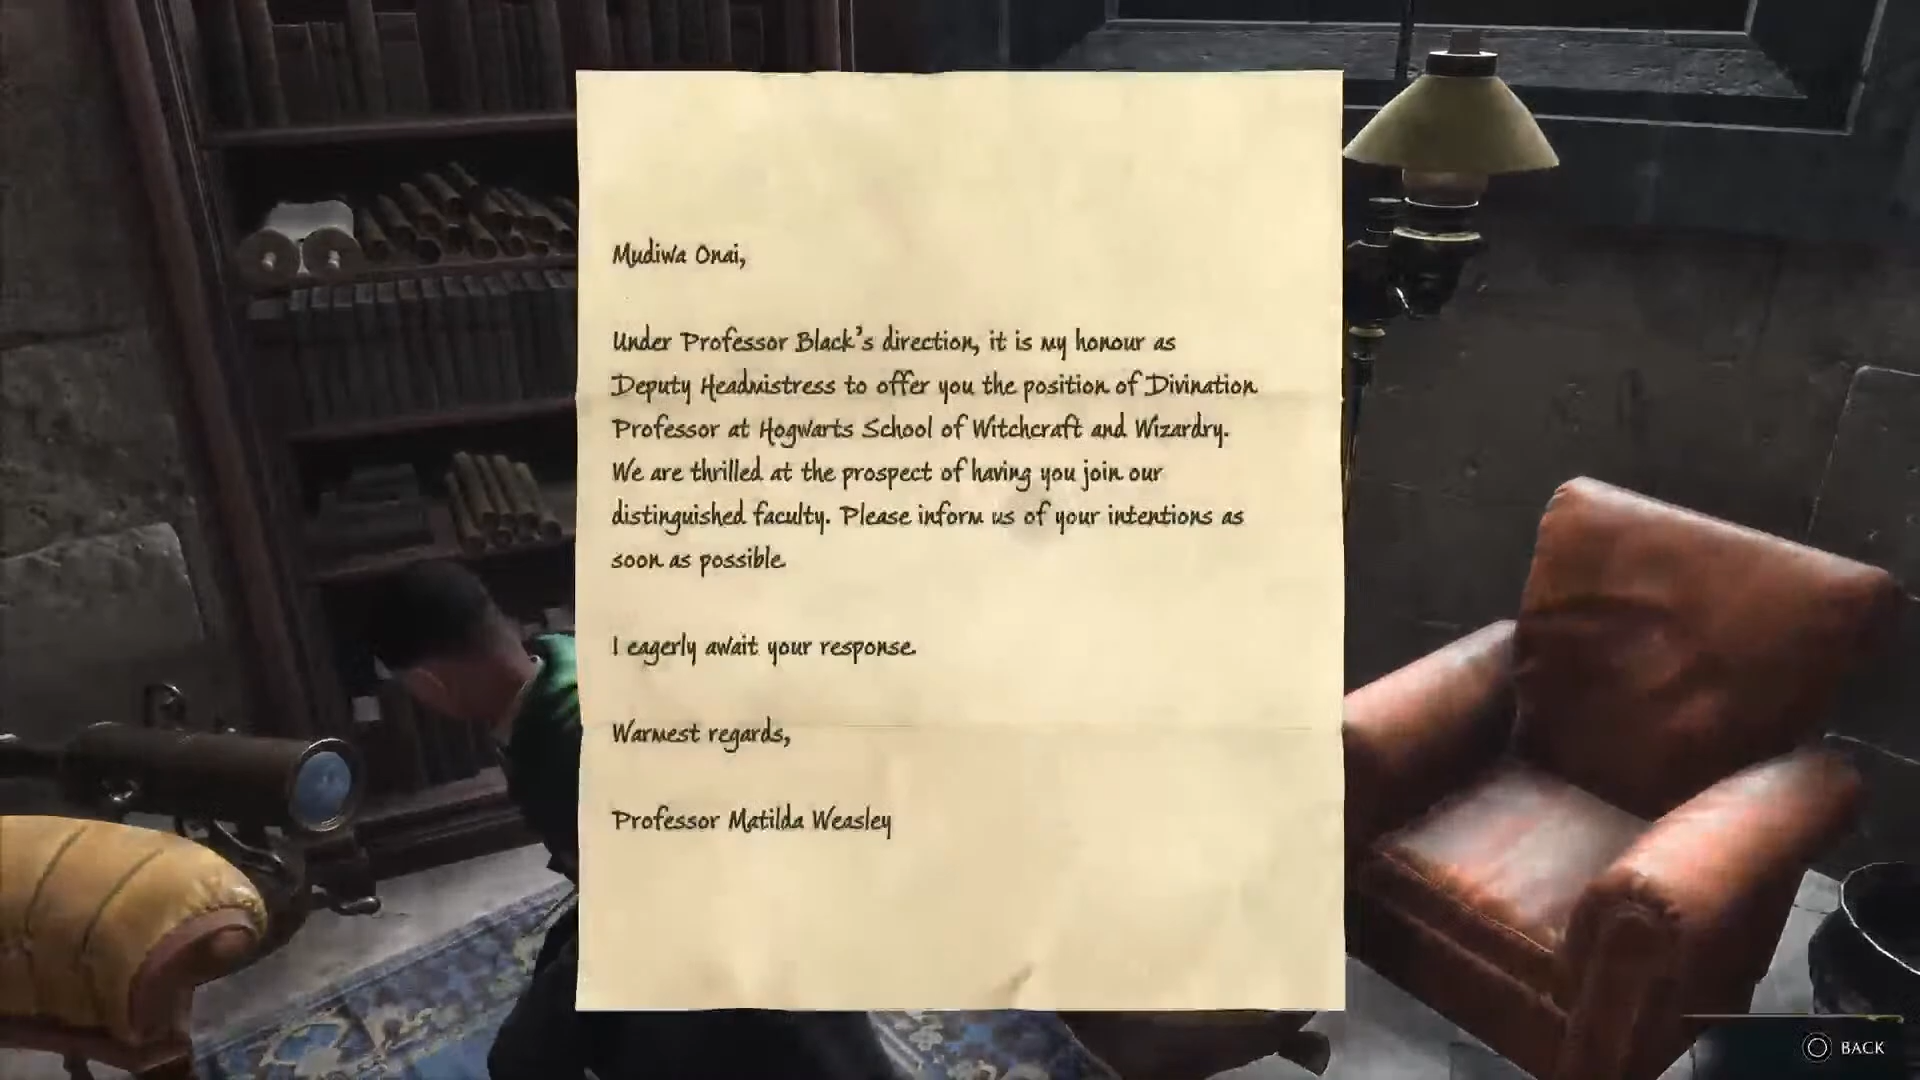 Mudiwa Onai,
Under Professor Black's direction, it is my honour as
Deputy Headmistress to offer you the position of Divination
Professor at Hogwarts School of Witchcraft and Wizardry.
We are thrilled at the prospect of having you join our
distinguished faculty. Please inform us of your intentions as
soon as possible.
I eagerly await your response.
Warmest regards,
Professor Matilda Weasley
BACK